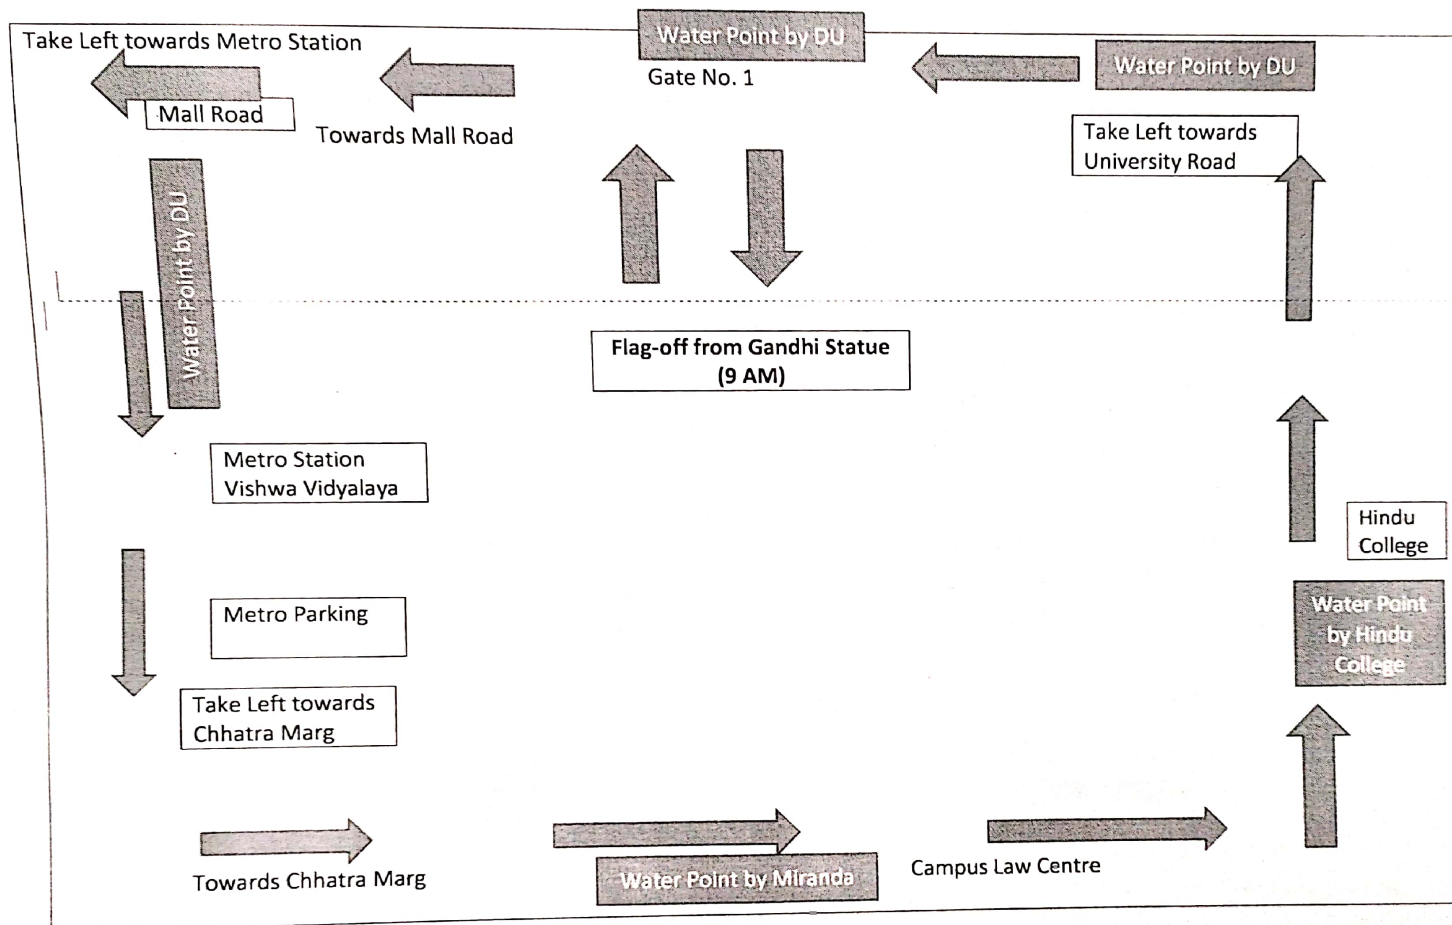 Take Left towards Metro Station
Water Point by DU
Water Point by DU
Gate No. 1
Mall Road
Towards Mall Road
Take Left towards
University Road
Water Point by DU
Flag-off from Gandhi Statue
(9 AM)
Metro Station
Vishwa Vidyalaya
Hindu
College
Metro Parking
Water Point
by Hindu
College
Take Left towards
Chhatra Marg
Towards Chhatra Marg
Water Point by Miranda
Campus Law Centre